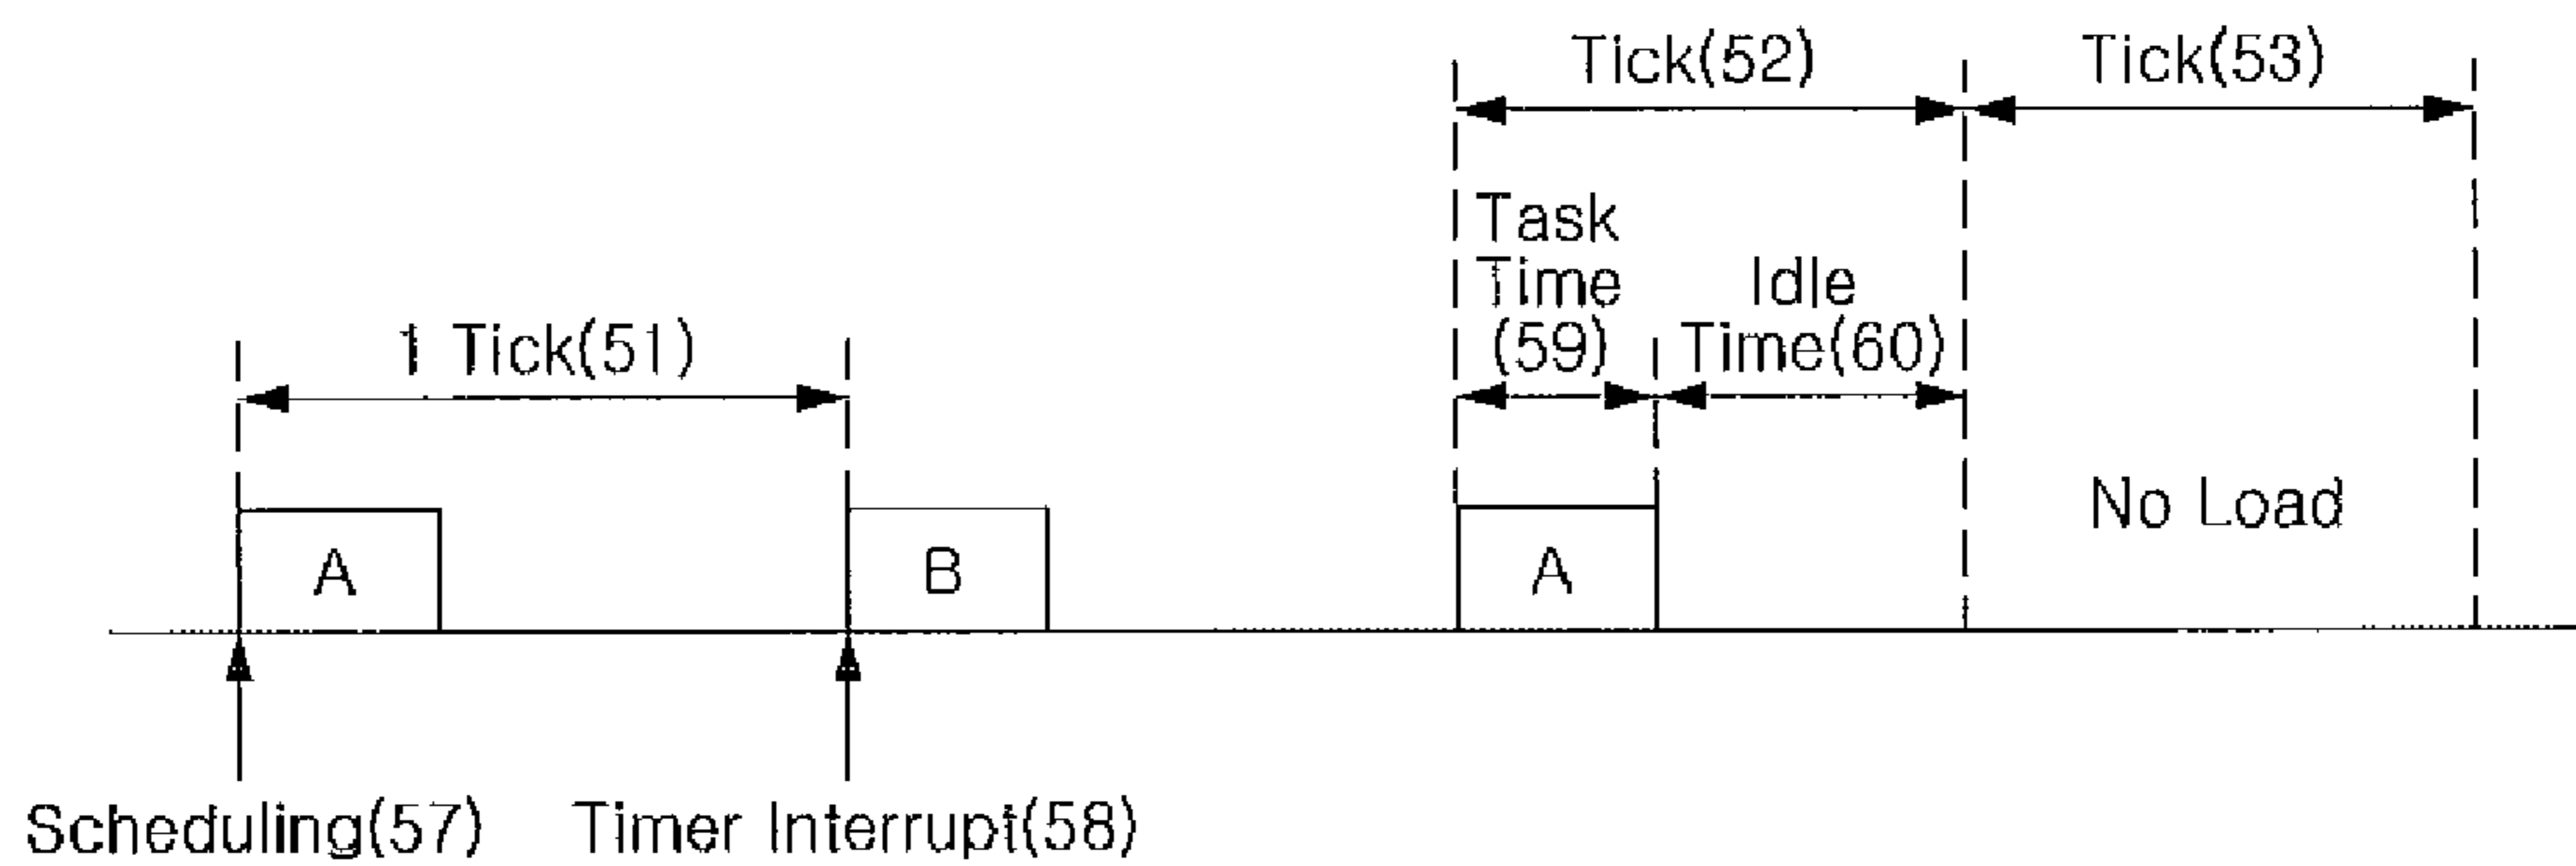 Tick(52) Tick(53)
Task
Time
(59)
Idle
Time(60)
1 Tick(51)
No Load
A B A
Scheduling(57) Timer Interrupt(58)